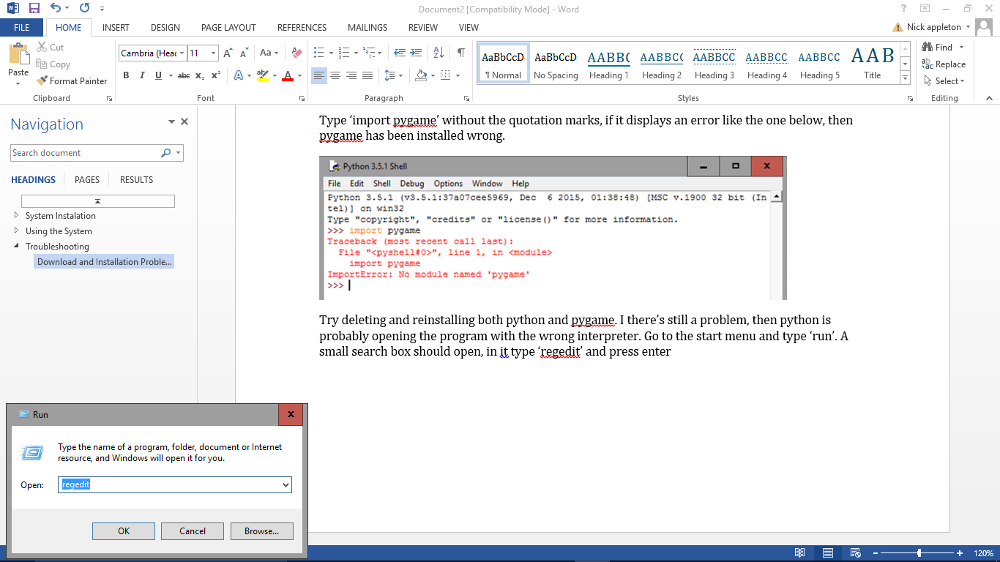 Document2 [Compatibility Mode] - Word
?
FILE HOME INSERT DESIGN PAGE LAYOUT REFERENCES MAILINGS REVIEW VIEW
Nick appleton
Paste
Cut
Copy
Format Painter
Clipboard
Cambria (Heac 11
B I U abc x₂ x²
Font
Paragraph
AaBbCcD AaBbCcD AABBC AABBCC AABBCC AABBCC AABBCC AAB
¶ Normal No Spacing Heading 1 Heading 2 Heading 3 Heading 4 Heading 5 Title
Styles
Find
Replace
Select
Editing
Navigation
Search document
HEADINGS PAGES RESULTS
System Instalation
Using the System
Troubleshooting
Download and Installation Proble...
Type ‘import pygame’ without the quotation marks, if it displays an error like the one below, then
pygame has been installed wrong.
Python 3.5.1 Shell
File Edit Shell Debug Options Window Help
Python 3.5.1 (v3.5.1:37a07cee5969, Dec  6 2015, 01:38:48) [MSC v.1900 32 bit (In
tel)] on win32
Type "copyright", "credits" or "license()" for more information.
>>> import pygame
Traceback (most recent call last):
File "<pyshell#0>", line 1, in <module>
import pygame
ImportError: No module named 'pygame'
>>>
Try deleting and reinstalling both python and pygame. I there’s still a problem, then python is
probably opening the program with the wrong interpreter. Go to the start menu and type ‘run’. A
small search box should open, in it type ‘regedit’ and press enter
Run
Type the name of a program, folder, document or Internet
resource, and Windows will open it for you.
Open: regedit
OK Cancel Browse...
120%